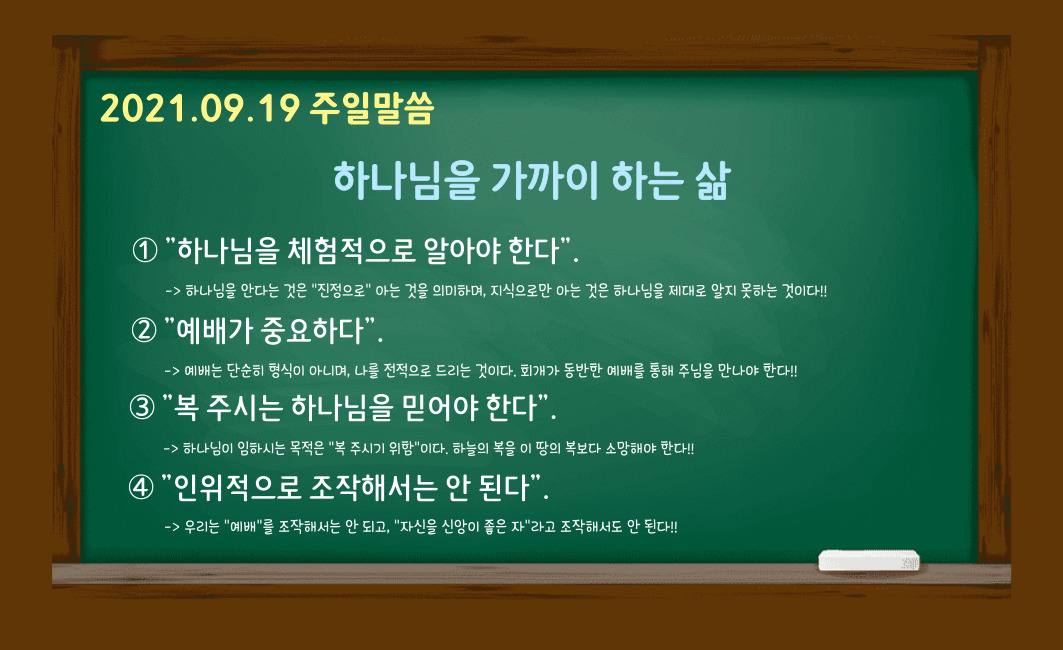 2021.09.19 주일말씀
하나님을 가까이 하는 삶
① "하나님을 체험적으로 알아야 한다".
-> 하나님을 안다는 것은 "진정으로" 아는 것을 의미하며, 지식으로만 아는 것은 하나님을 제대로 알지 못하는 것이다!!
② "예배가 중요하다".
-> 예배는 단순히 형식이 아니며, 나를 전적으로 드리는 것이다. 회개가 동반한 예배를 통해 주님을 만나야 한다!!
③ "복 주시는 하나님을 믿어야 한다".
-> 하나님이 임하시는 목적은 "복 주시기 위함"이다. 하늘의 복을 이 땅의 복보다 소망해야 한다!!
④ "인위적으로 조작해서는 안 된다".
-> 우리는 "예배"를 조작해서는 안 되고, "자신을 신앙이 좋은 자"라고 조작해서도 안 된다!!